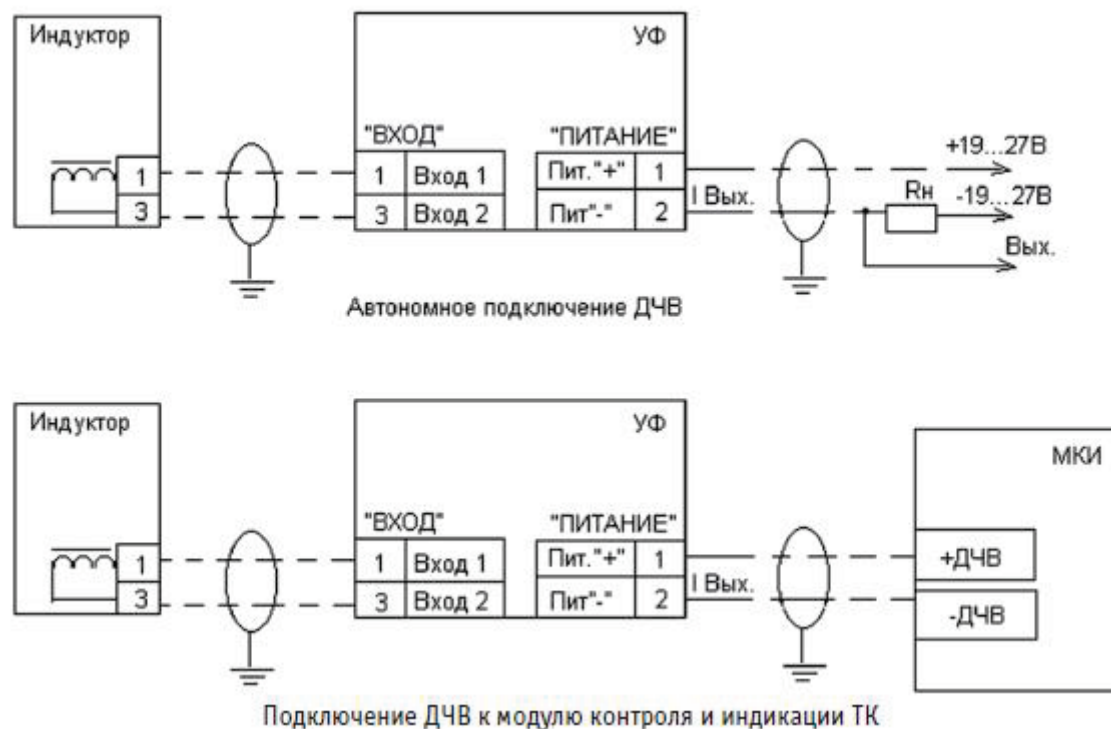 Индуктор
УФ
"ВХОД" "ПИТАНИЕ"
1 1 Вход 1 Пит."+" 1 +19...27В
3 3 Вход 2 Пит"-" 2 I Вых. Rн -19...27В
Вых.
Автономное подключение ДЧВ
Индуктор
УФ
МКИ
"ВХОД" "ПИТАНИЕ"
1 1 Вход 1 Пит."+" 1 +ДЧВ
3 3 Вход 2 Пит"-" 2 I Вых. -ДЧВ
Подключение ДЧВ к модулю контроля и индикации ТК